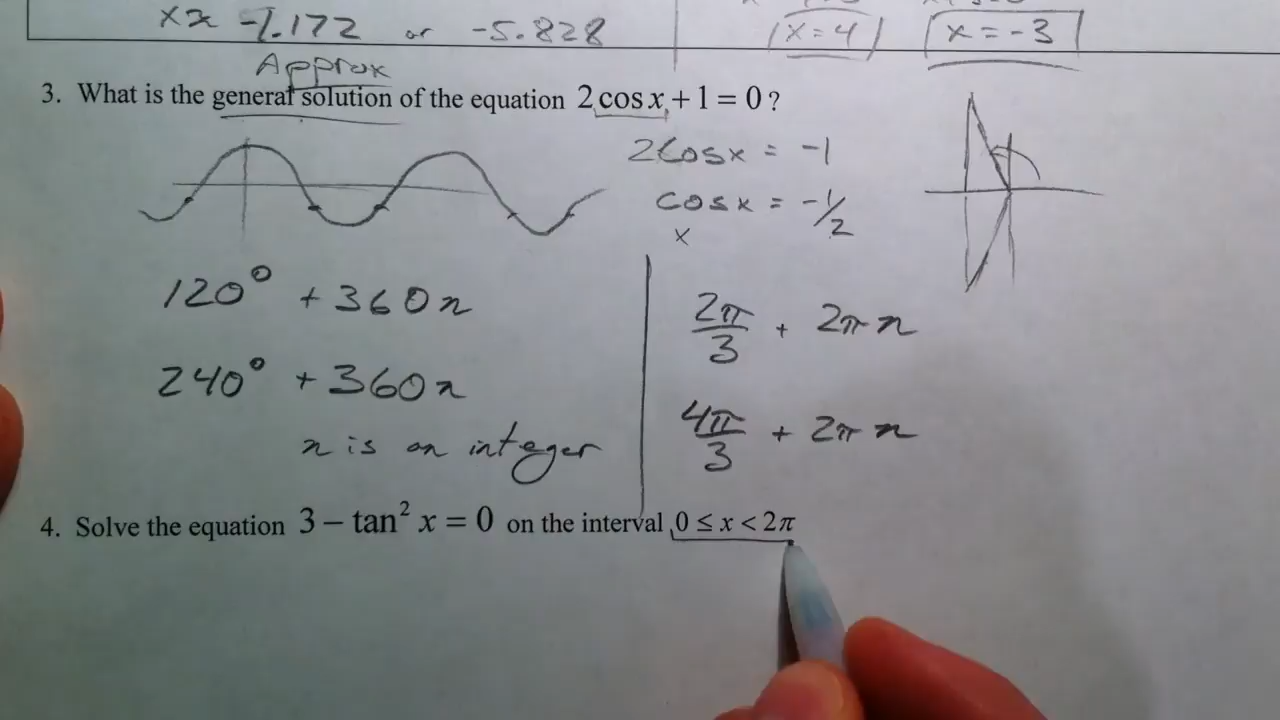 x≈ -1.172 or -5.828
Approx
x = 4
x = -3
3. What is the general solution of the equation 2 cos x + 1 = 0 ?
2cosx = -1
cosx = -1/2
x
120° + 360n
240° + 360n
n is an integer
2π/3 + 2πn
4π/3 + 2πn
4. Solve the equation 3 − tan² x = 0 on the interval 0 ≤ x < 2π